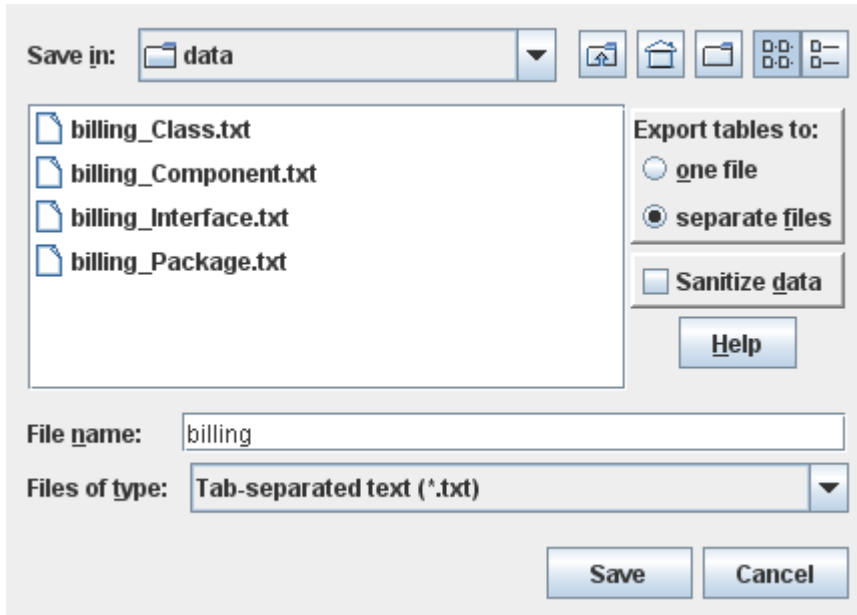 Save in: data
billing_Class.txt
billing_Component.txt
billing_Interface.txt
billing_Package.txt
Export tables to:
one file
separate files
Sanitize data
Help
File name: billing
Files of type: Tab-separated text (*.txt)
Save Cancel